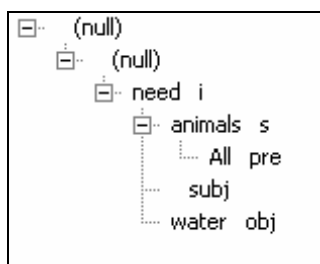 (null)
(null)
need i
animals s
All pre
subj
water obj